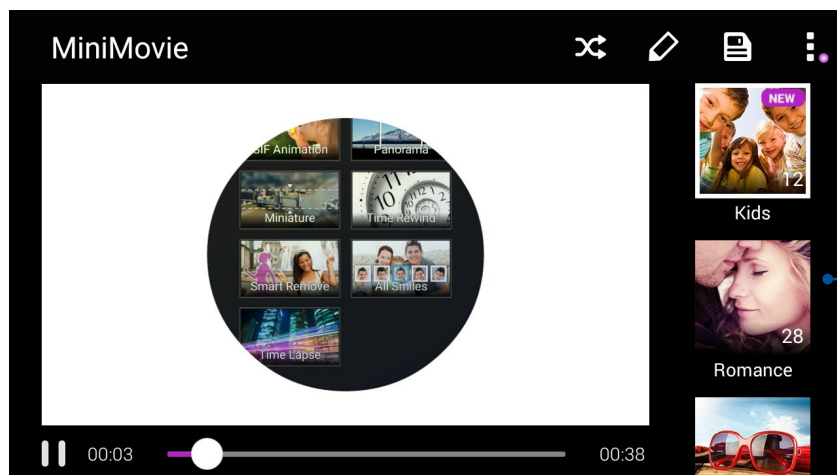 MiniMovie
GIF Animation
Panorama
Miniature
Time Rewind
Smart Remove
All Smiles
Time Lapse
00:03
00:38
NEW
12
Kids
28
Romance